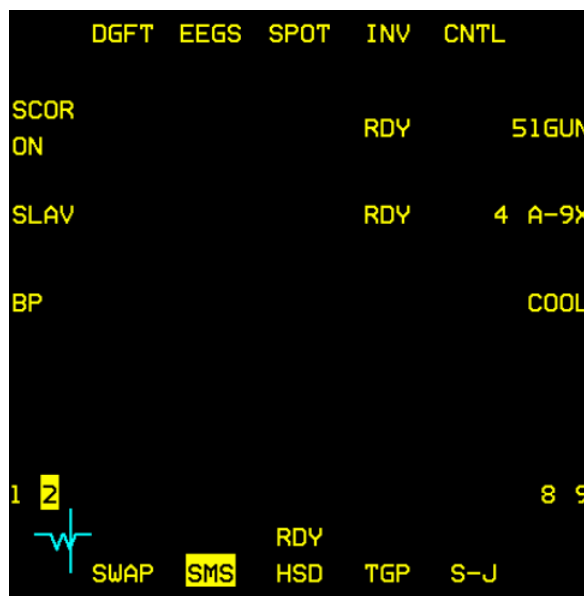 DGFT EEGS SPOT INV CNTL
SCOR
RDY 51GUN
ON
SLAV RDY 4 A-9X
BP COOL
1 2 8 9
RDY
SWAP SMS HSD TGP S-J